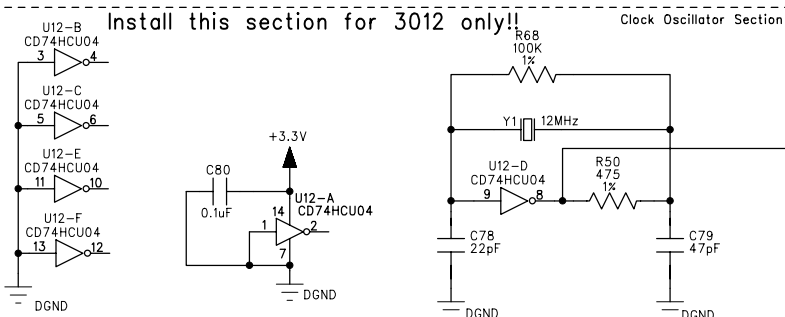 Install this section for 3012 only!!
Clock Oscillator Section
U12-B
CD74HCU04
3
4
U12-C
CD74HCU04
5
6
U12-E
CD74HCU04
11
10
U12-F
CD74HCU04
13
12
DGND
C80
0.1uF
+3.3V
U12-A
CD74HCU04
14
1
2
7
DGND
R68
100K
1%
Y1
12MHz
U12-D
CD74HCU04
9
8
R50
475
1%
C78
22pF
C79
47pF
DGND
DGND